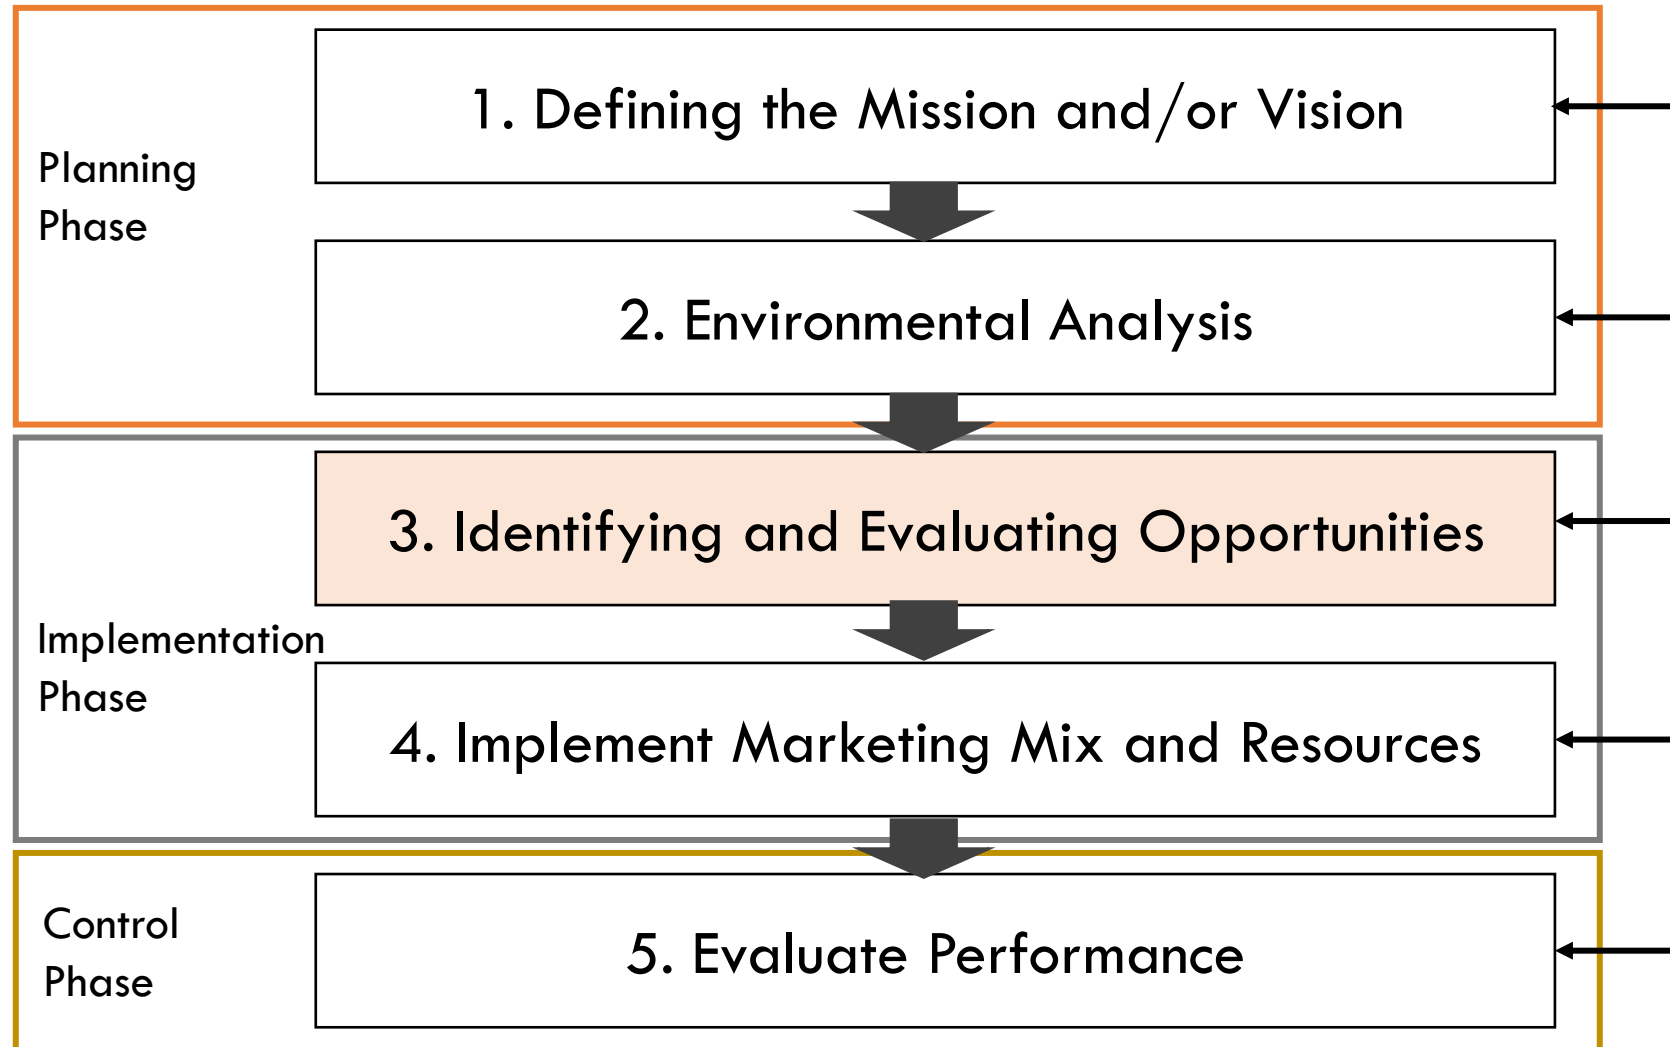 1. Defining the Mission and/or Vision
Planning
Phase
2. Environmental Analysis
3. Identifying and Evaluating Opportunities
Implementation
Phase
4. Implement Marketing Mix and Resources
Control
Phase
5. Evaluate Performance